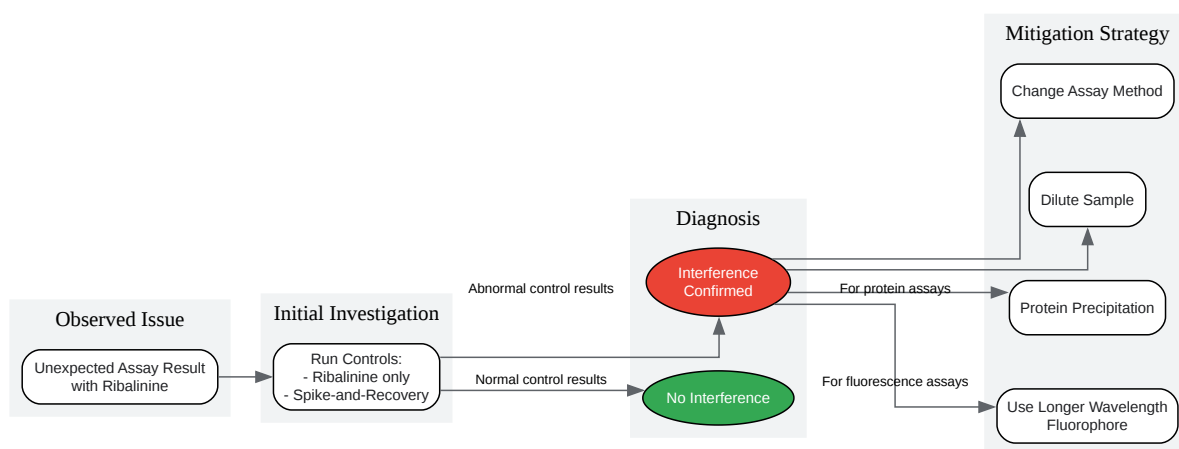 Observed Issue
Unexpected Assay Result
with Ribalinine
Initial Investigation
Run Controls:
- Ribalinine only
- Spike-and-Recovery
Abnormal control results
Normal control results
Diagnosis
Interference
Confirmed
No Interference
For protein assays
For fluorescence assays
Mitigation Strategy
Change Assay Method
Dilute Sample
Protein Precipitation
Use Longer Wavelength
Fluorophore